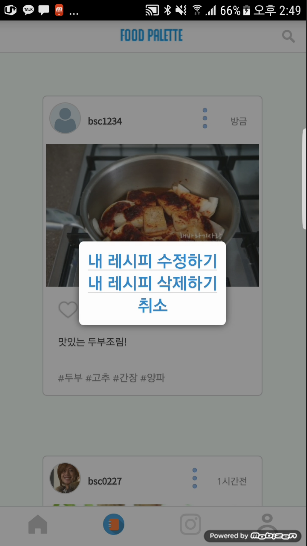 66% 오후 2:49
FOOD PALETTE
bsc1234 방금
내 레시피 수정하기
내 레시피 삭제하기
취소
맛있는 두부조림!
#두부 #고추 #간장 #양파
bsc0227 1시간전
Powered by mobizen